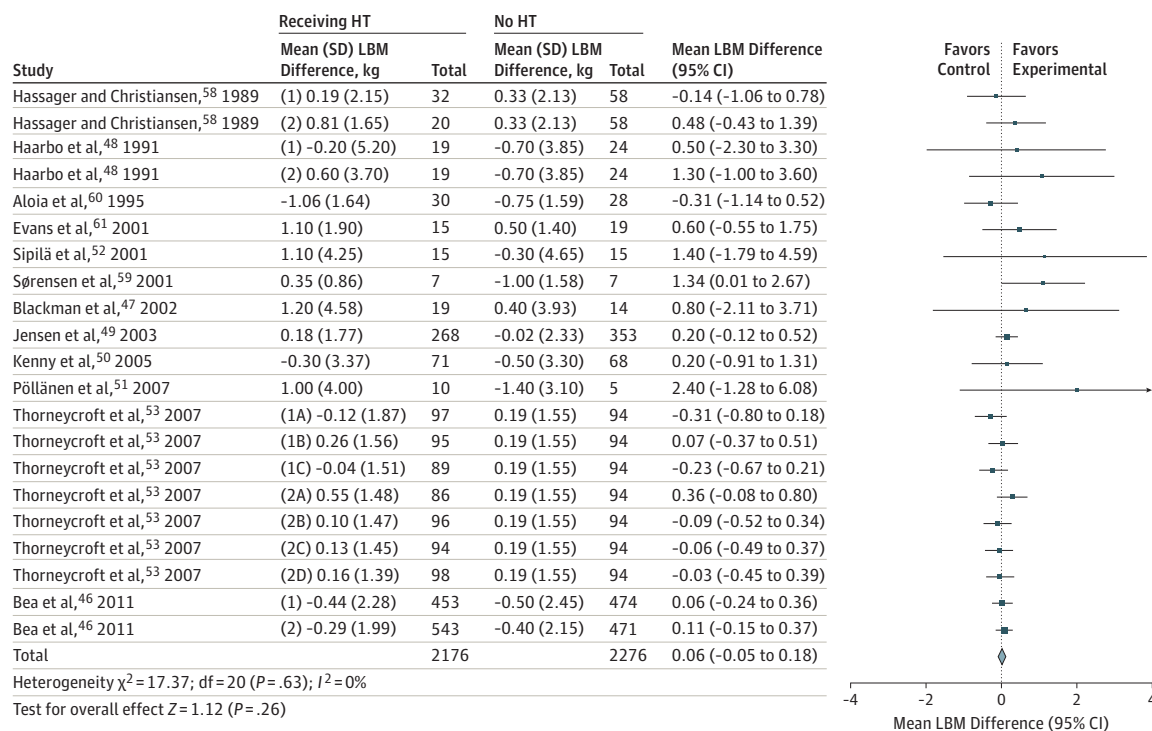 Receiving HT No HT
Mean (SD) LBM Mean (SD) LBM Mean LBM Difference Favors Favors
Study Difference, kg Total Difference, kg Total (95% CI) Control Experimental
Hassager and Christiansen,58 1989 (1) 0.19 (2.15) 32 0.33 (2.13) 58 -0.14 (-1.06 to 0.78)
Hassager and Christiansen,58 1989 (2) 0.81 (1.65) 20 0.33 (2.13) 58 0.48 (-0.43 to 1.39)
Haarbo et al,48 1991 (1) -0.20 (5.20) 19 -0.70 (3.85) 24 0.50 (-2.30 to 3.30)
Haarbo et al,48 1991 (2) 0.60 (3.70) 19 -0.70 (3.85) 24 1.30 (-1.00 to 3.60)
Aloia et al,60 1995 -1.06 (1.64) 30 -0.75 (1.59) 28 -0.31 (-1.14 to 0.52)
Evans et al,61 2001 1.10 (1.90) 15 0.50 (1.40) 19 0.60 (-0.55 to 1.75)
Sipilä et al,52 2001 1.10 (4.25) 15 -0.30 (4.65) 15 1.40 (-1.79 to 4.59)
Sørensen et al,59 2001 0.35 (0.86) 7 -1.00 (1.58) 7 1.34 (0.01 to 2.67)
Blackman et al,47 2002 1.20 (4.58) 19 0.40 (3.93) 14 0.80 (-2.11 to 3.71)
Jensen et al,49 2003 0.18 (1.77) 268 -0.02 (2.33) 353 0.20 (-0.12 to 0.52)
Kenny et al,50 2005 -0.30 (3.37) 71 -0.50 (3.30) 68 0.20 (-0.91 to 1.31)
Pöllänen et al,51 2007 1.00 (4.00) 10 -1.40 (3.10) 5 2.40 (-1.28 to 6.08)
Thorneycroft et al,53 2007 (1A) -0.12 (1.87) 97 0.19 (1.55) 94 -0.31 (-0.80 to 0.18)
Thorneycroft et al,53 2007 (1B) 0.26 (1.56) 95 0.19 (1.55) 94 0.07 (-0.37 to 0.51)
Thorneycroft et al,53 2007 (1C) -0.04 (1.51) 89 0.19 (1.55) 94 -0.23 (-0.67 to 0.21)
Thorneycroft et al,53 2007 (2A) 0.55 (1.48) 86 0.19 (1.55) 94 0.36 (-0.08 to 0.80)
Thorneycroft et al,53 2007 (2B) 0.10 (1.47) 96 0.19 (1.55) 94 -0.09 (-0.52 to 0.34)
Thorneycroft et al,53 2007 (2C) 0.13 (1.45) 94 0.19 (1.55) 94 -0.06 (-0.49 to 0.37)
Thorneycroft et al,53 2007 (2D) 0.16 (1.39) 98 0.19 (1.55) 94 -0.03 (-0.45 to 0.39)
Bea et al,46 2011 (1) -0.44 (2.28) 453 -0.50 (2.45) 474 0.06 (-0.24 to 0.36)
Bea et al,46 2011 (2) -0.29 (1.99) 543 -0.40 (2.15) 471 0.11 (-0.15 to 0.37)
Total 2176 2276 0.06 (-0.05 to 0.18)
Heterogeneity χ2 = 17.37; df = 20 (P = .63); I2 = 0%
Test for overall effect Z = 1.12 (P = .26)
-4 -2 0 2 4
Mean LBM Difference (95% CI)